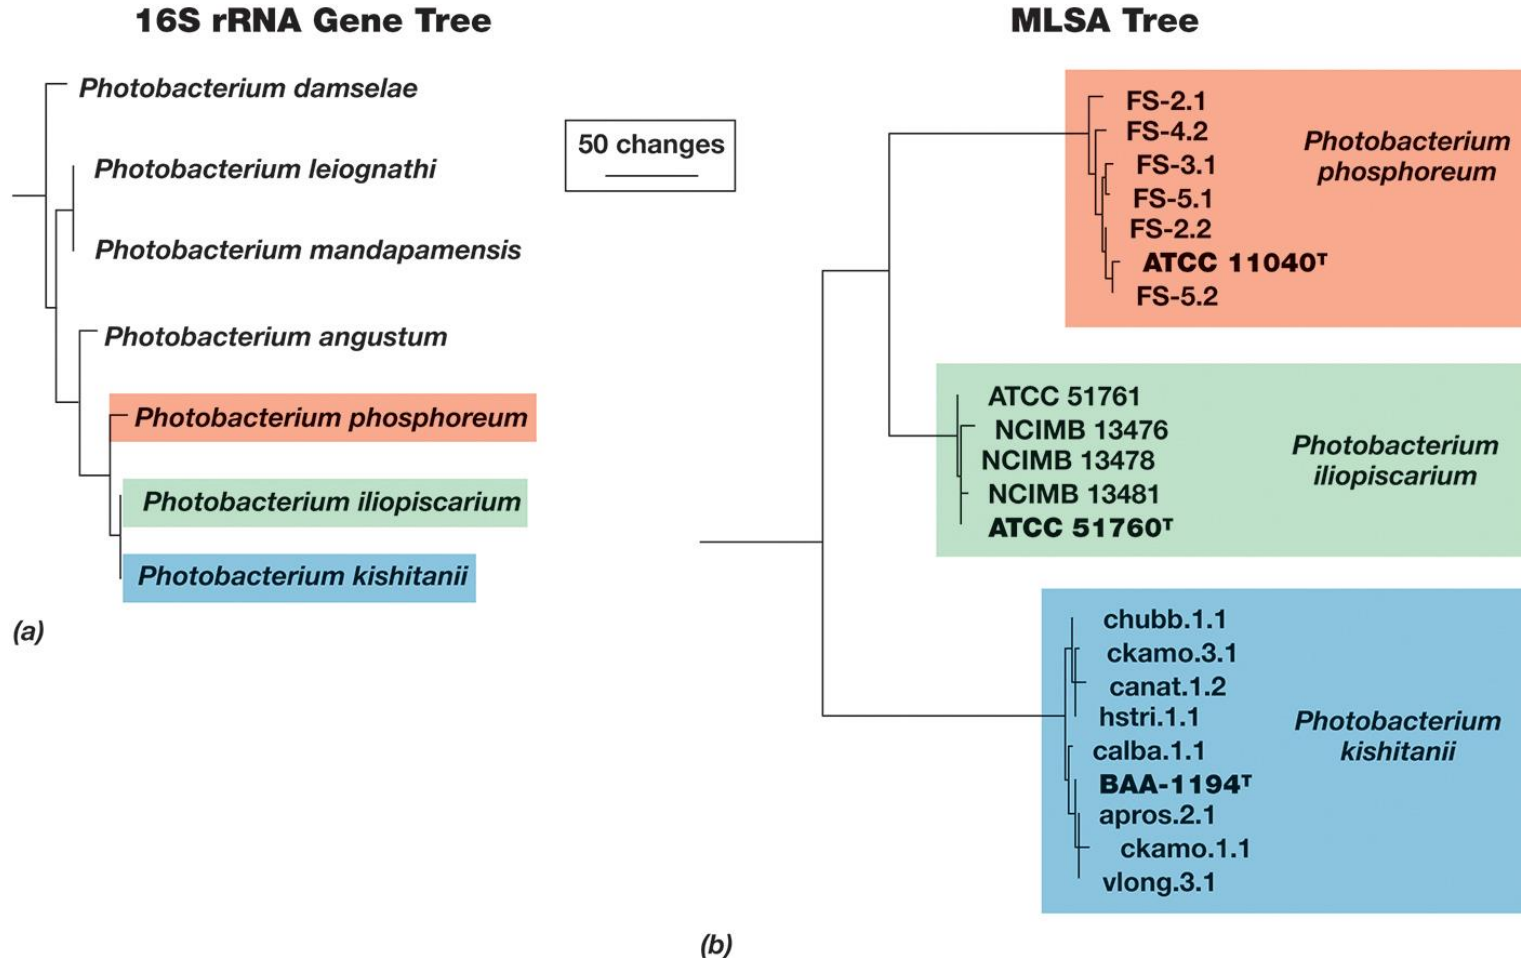 16S rRNA Gene Tree
Photobacterium damselae
Photobacterium leiognathi
Photobacterium mandapamensis
Photobacterium angustum
Photobacterium phosphoreum
Photobacterium iliopiscarium
Photobacterium kishitanii
(a)
50 changes
MLSA Tree
FS-2.1
FS-4.2
FS-3.1
FS-5.1
FS-2.2
ATCC 11040ᵀ
FS-5.2
Photobacterium
phosphoreum
ATCC 51761
NCIMB 13476
NCIMB 13478
NCIMB 13481
ATCC 51760ᵀ
Photobacterium
iliopiscarium
chubb.1.1
ckamo.3.1
canat.1.2
hstri.1.1
calba.1.1
BAA-1194ᵀ
apros.2.1
ckamo.1.1
vlong.3.1
Photobacterium
kishitanii
(b)